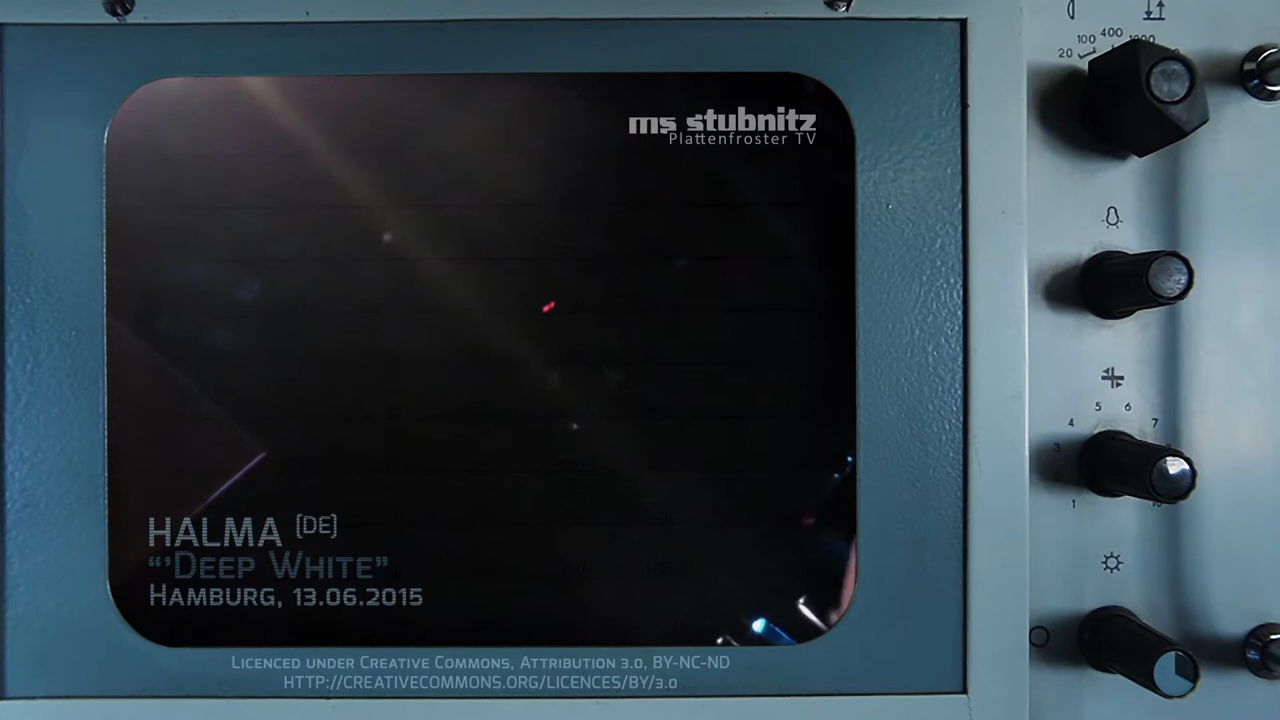 ms stubnitz
Plattenfroster TV
HALMA [DE]
“’DEEP WHITE”
HAMBURG, 13.06.2015
LICENCED UNDER CREATIVE COMMONS, ATTRIBUTION 3.0, BY-NC-ND
HTTP://CREATIVECOMMONS.ORG/LICENCES/BY/3.0
20 100 400 1000
1 3 4 5 6 7 10